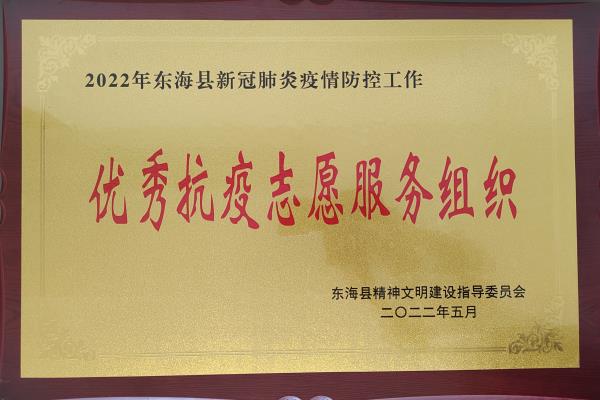 2022年东海县新冠肺炎疫情防控工作
优秀抗疫志愿服务组织
东海县精神文明建设指导委员会
二〇二二年五月